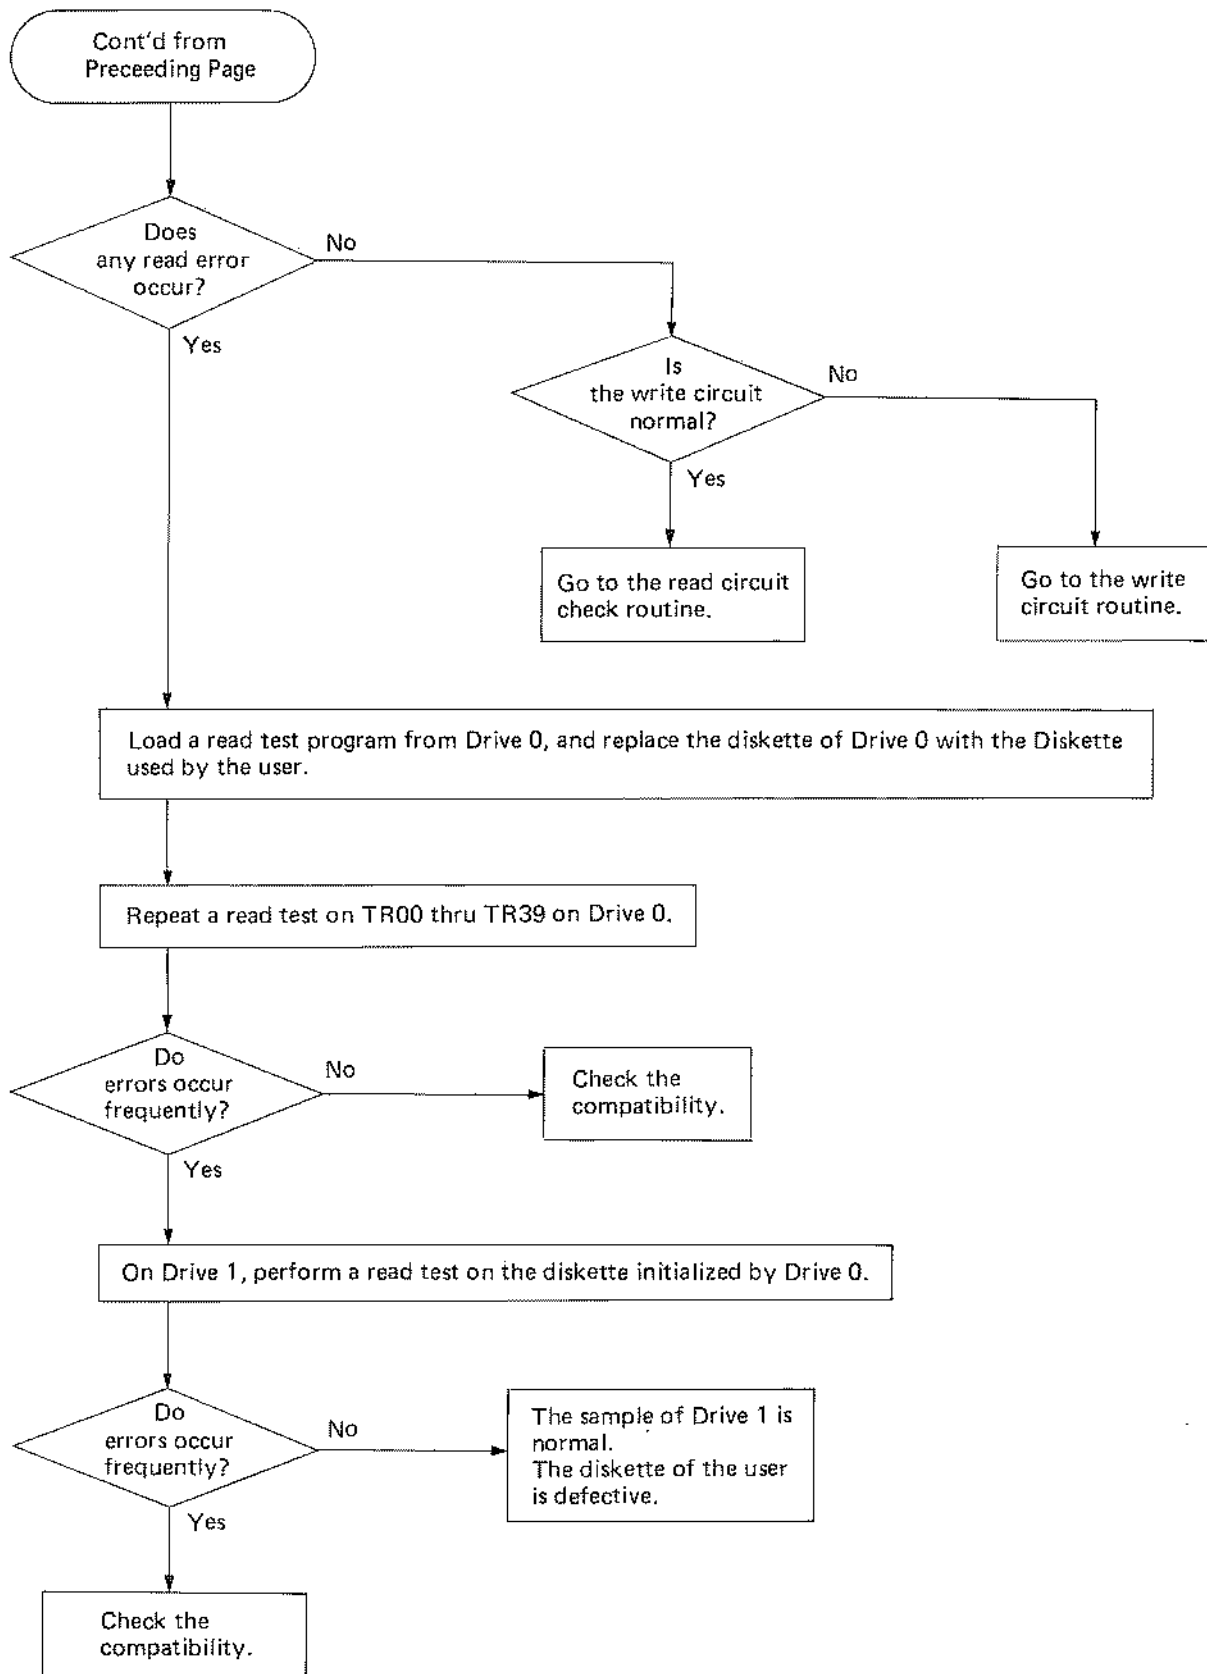 Cont'd from
Preceeding Page
Does
any read error
occur?
No
Yes
Is
the write circuit
normal?
No
Yes
Go to the read circuit
check routine.
Go to the write
circuit routine.
Load a read test program from Drive 0, and replace the diskette of Drive 0 with the Diskette
used by the user.
Repeat a read test on TR00 thru TR39 on Drive 0.
Do
errors occur
frequently?
No
Yes
Check the
compatibility.
On Drive 1, perform a read test on the diskette initialized by Drive 0.
Do
errors occur
frequently?
No
Yes
The sample of Drive 1 is
normal.
The diskette of the user
is defective.
Check the
compatibility.